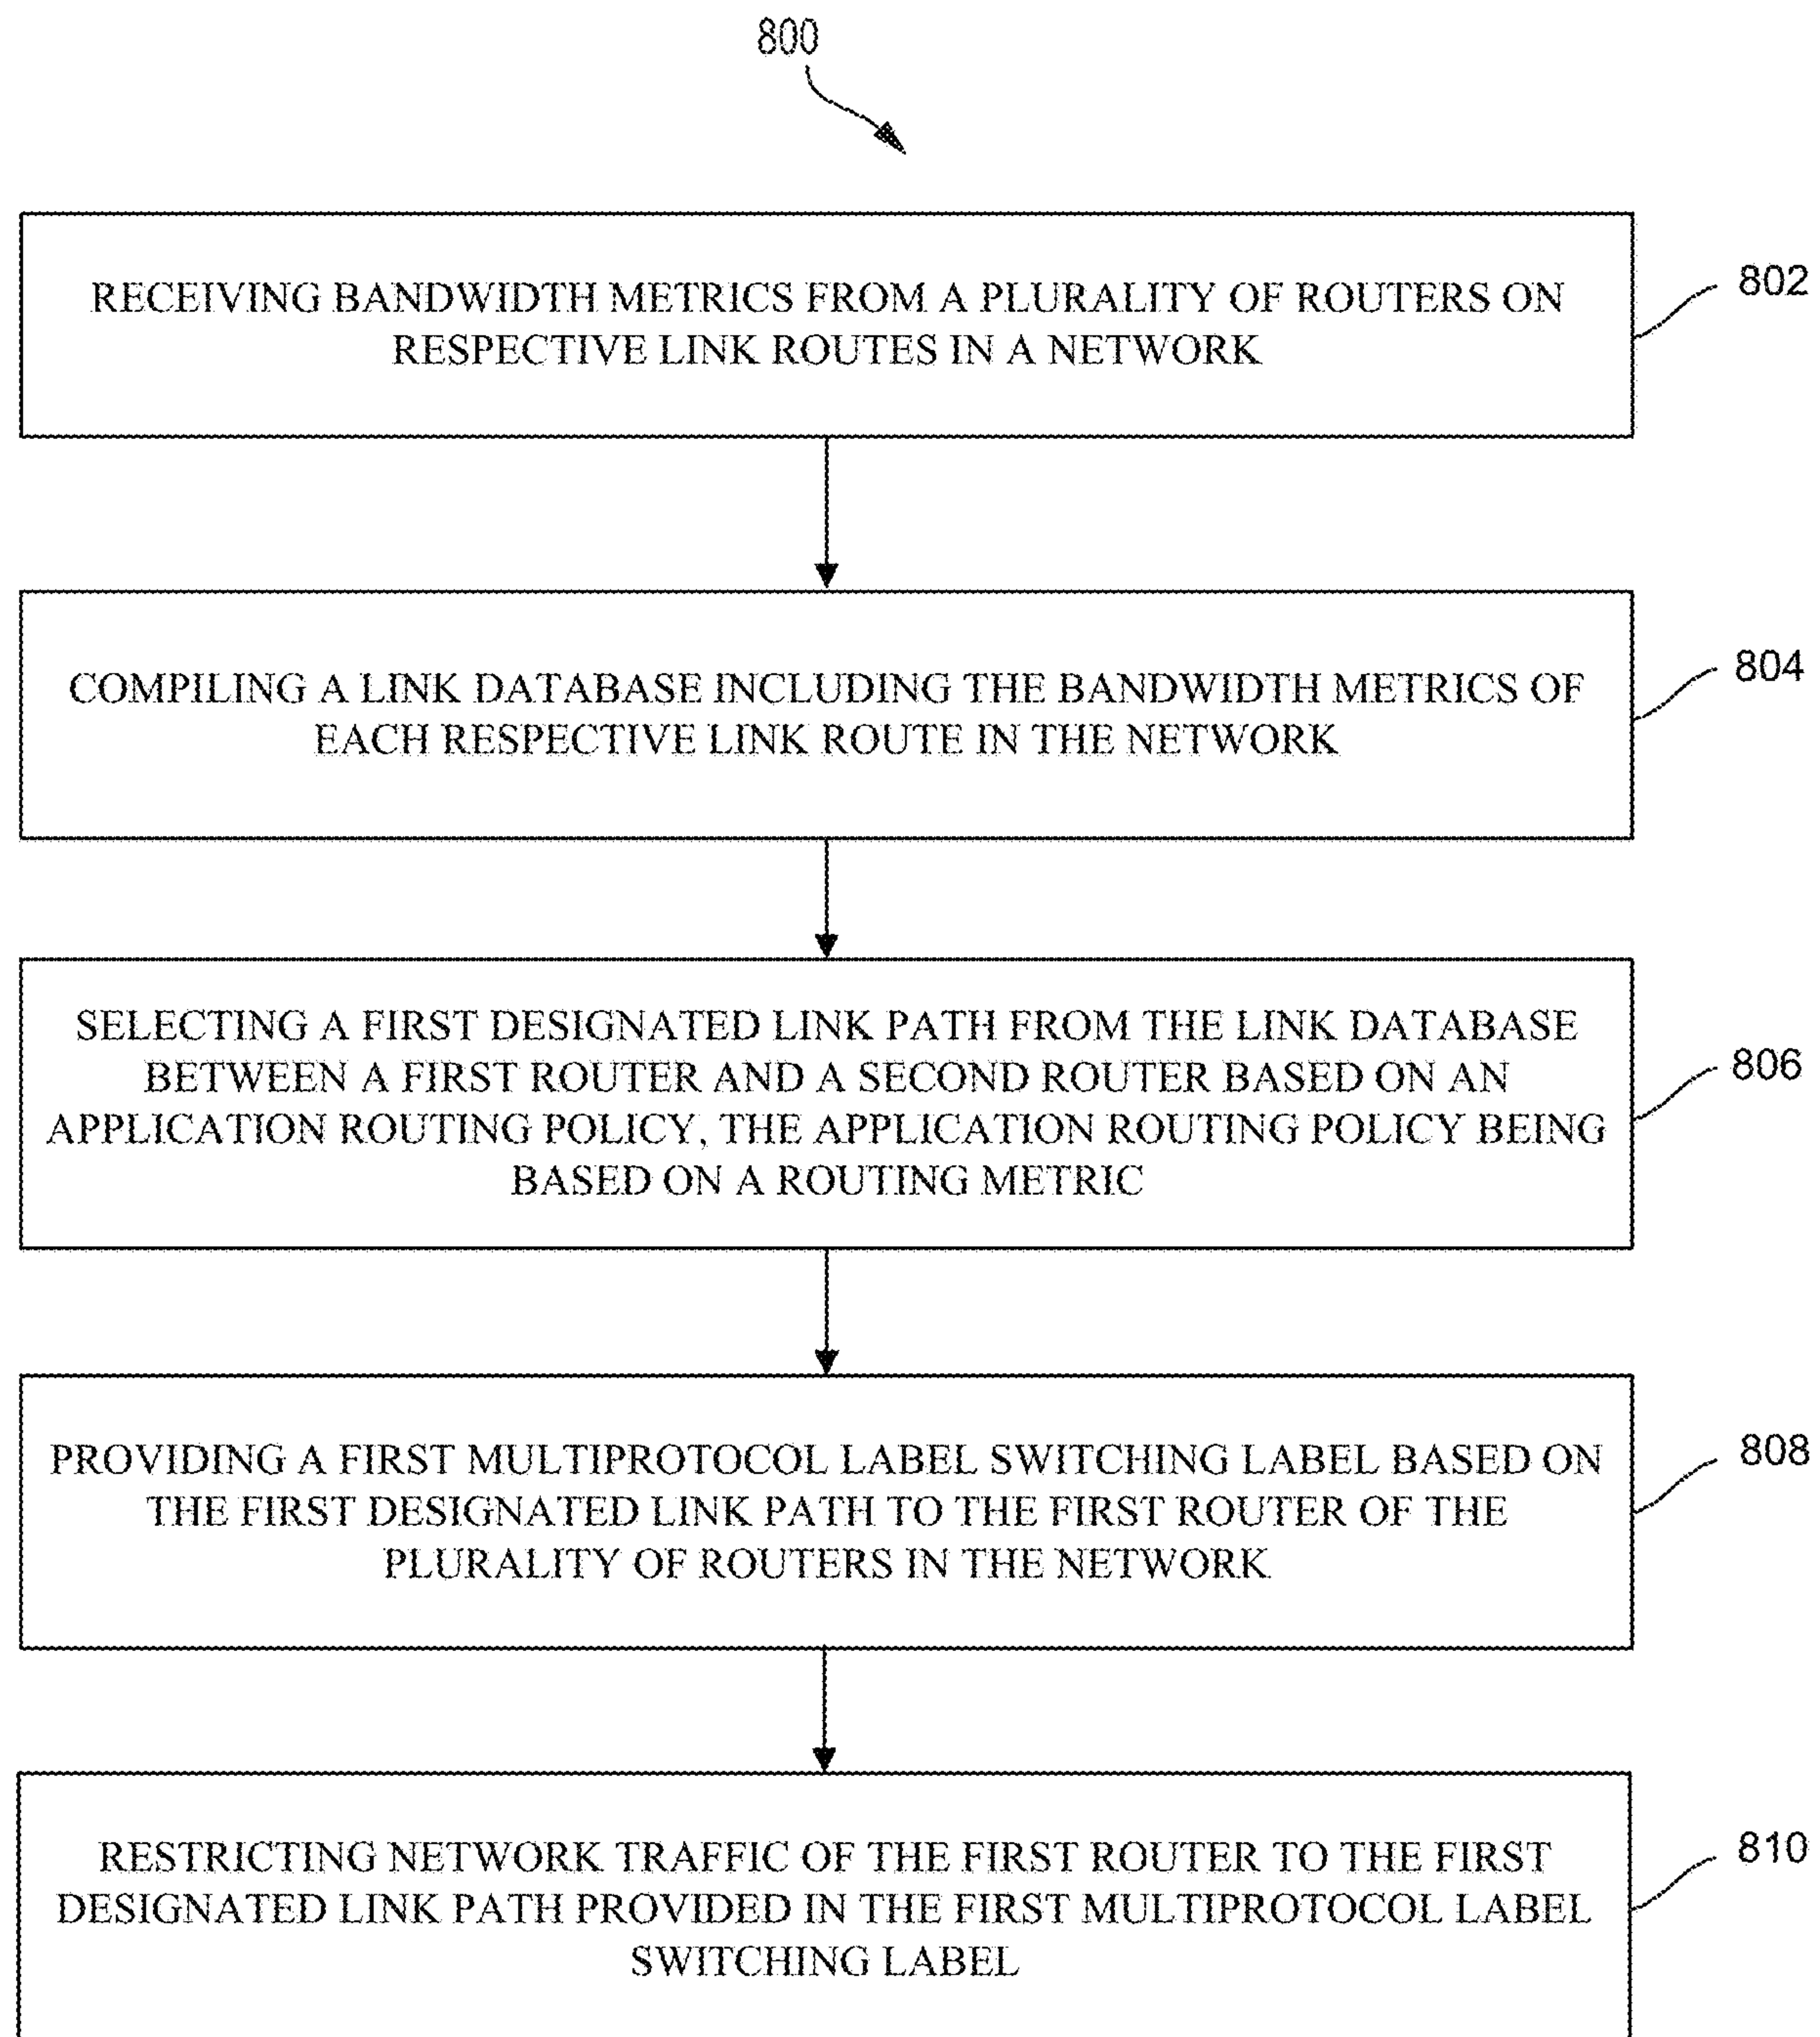 800
RECEIVING BANDWIDTH METRICS FROM A PLURALITY OF ROUTERS ON
RESPECTIVE LINK ROUTES IN A NETWORK
802
COMPILING A LINK DATABASE INCLUDING THE BANDWIDTH METRICS OF
EACH RESPECTIVE LINK ROUTE IN THE NETWORK
804
SELECTING A FIRST DESIGNATED LINK PATH FROM THE LINK DATABASE
BETWEEN A FIRST ROUTER AND A SECOND ROUTER BASED ON AN
APPLICATION ROUTING POLICY, THE APPLICATION ROUTING POLICY BEING
BASED ON A ROUTING METRIC
806
PROVIDING A FIRST MULTIPROTOCOL LABEL SWITCHING LABEL BASED ON
THE FIRST DESIGNATED LINK PATH TO THE FIRST ROUTER OF THE
PLURALITY OF ROUTERS IN THE NETWORK
808
RESTRICTING NETWORK TRAFFIC OF THE FIRST ROUTER TO THE FIRST
DESIGNATED LINK PATH PROVIDED IN THE FIRST MULTIPROTOCOL LABEL
SWITCHING LABEL
810